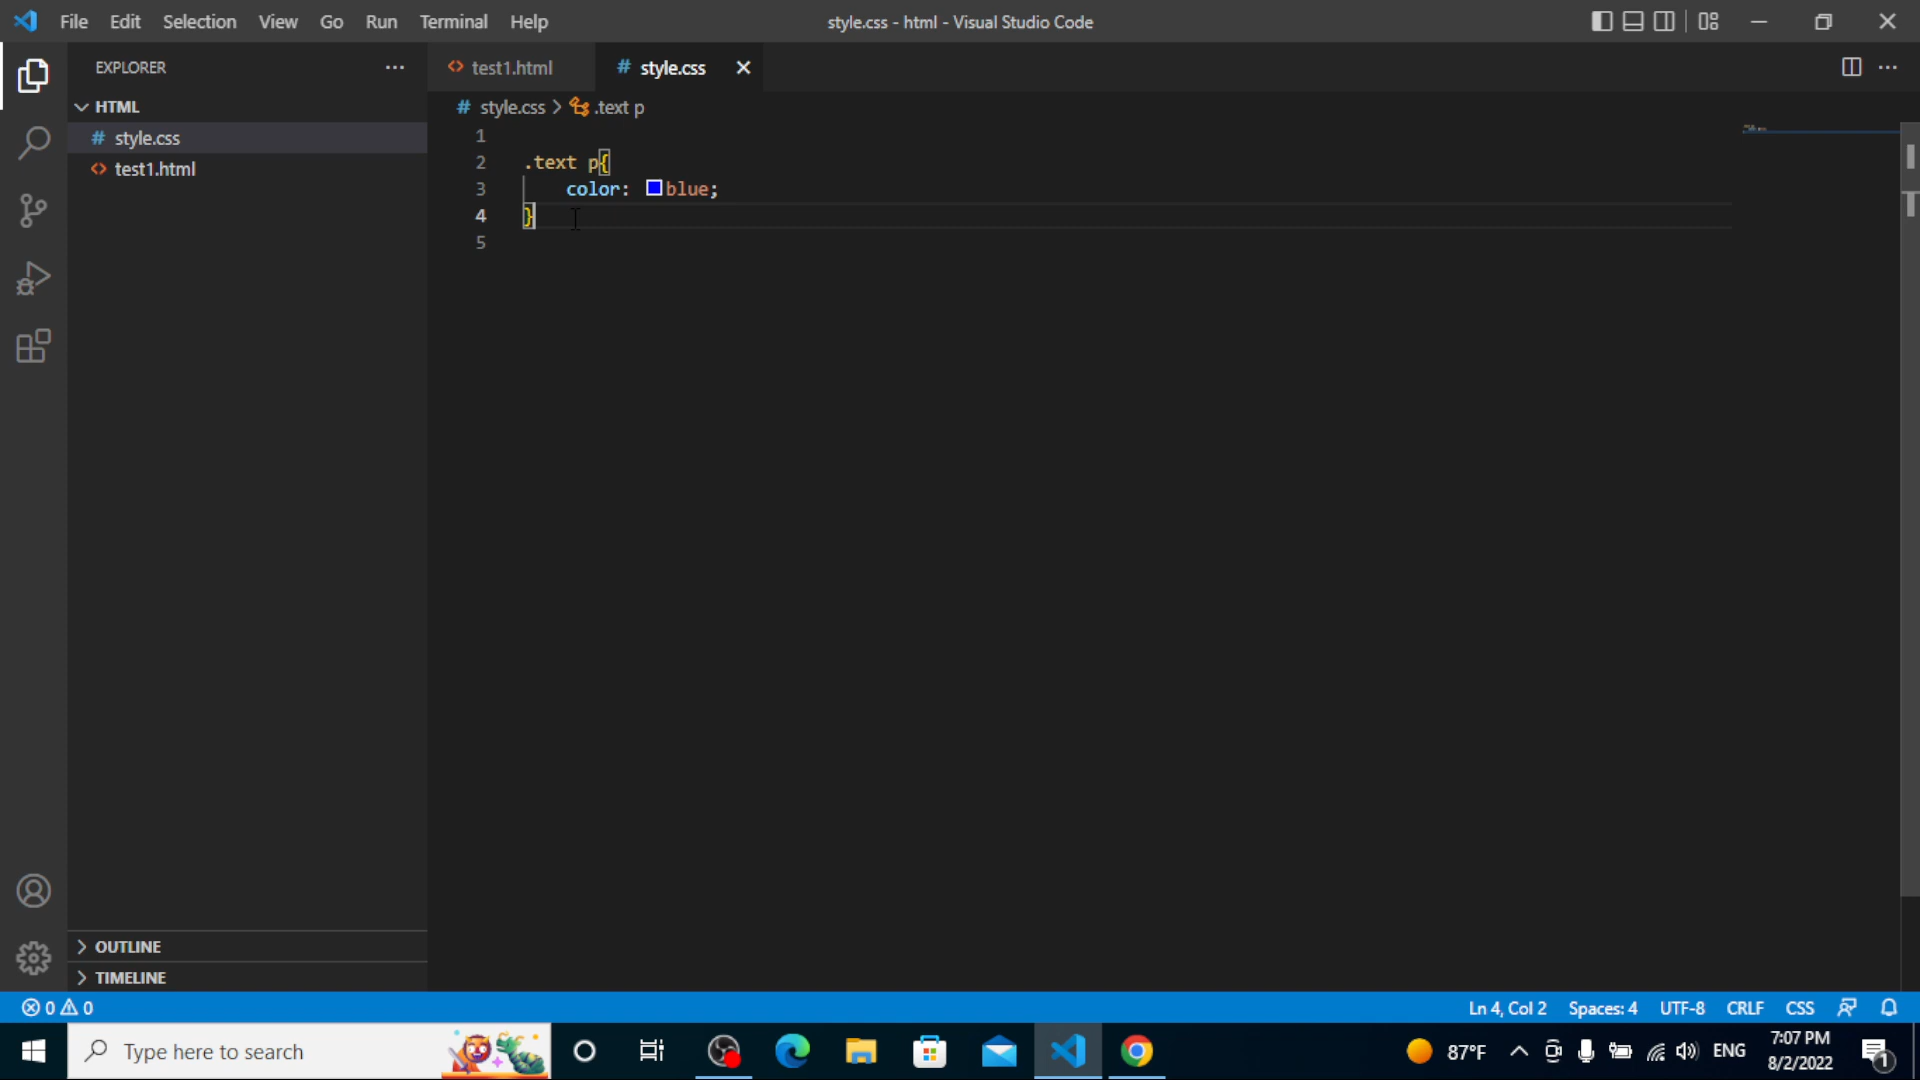 File Edit Selection View Go Run Terminal Help style.css - html - Visual Studio Code
EXPLORER test1.html # style.css
HTML # style.css > .text p
# style.css
test1.html
1
2 .text p{
3 color: blue;
4 }
5
OUTLINE
TIMELINE
0 0 Ln 4, Col 2 Spaces: 4 UTF-8 CRLF CSS
Type here to search 87°F ENG 7:07 PM
8/2/2022 1